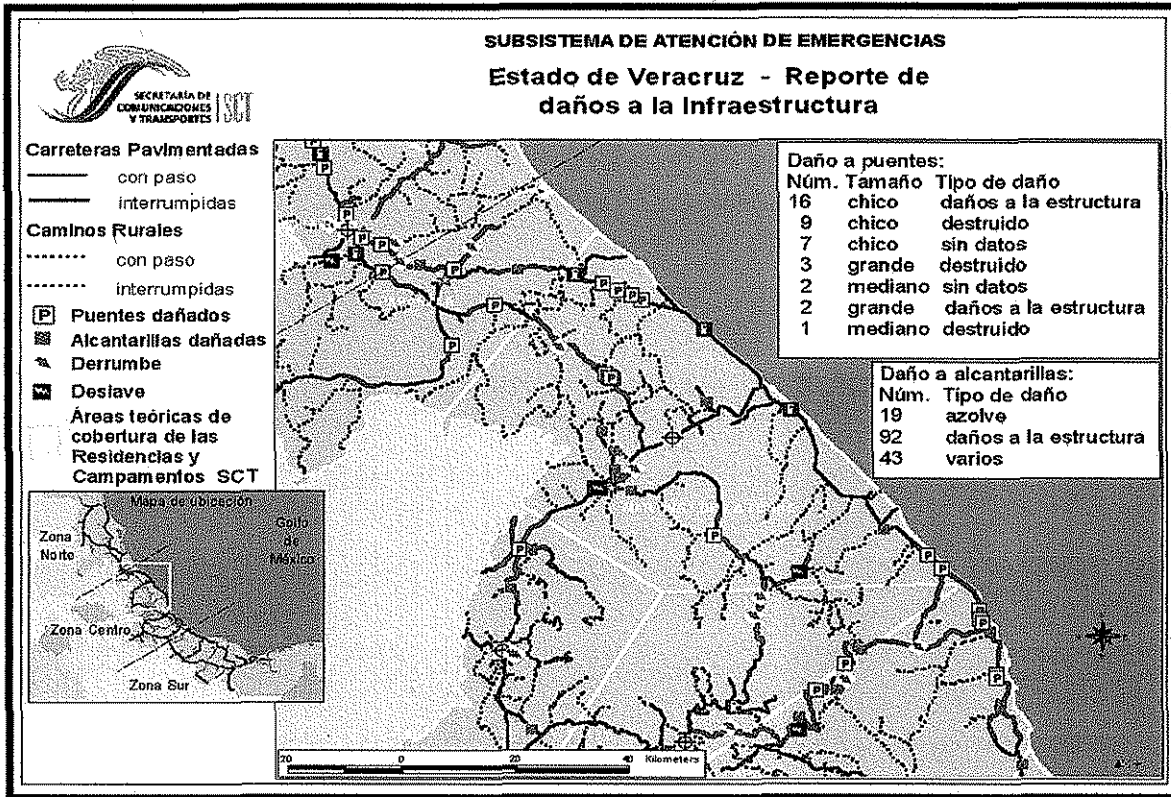 SUBSISTEMA DE ATENCIÓN DE EMERGENCIAS
Estado de Veracruz - Reporte de
daños a la Infraestructura
SECRETARÍA DE
COMUNICACIONES
Y TRANSPORTES
SCT
Carreteras Pavimentadas
con paso
interrumpidas
Caminos Rurales
con paso
interrumpidas
P Puentes dañados
Alcantarillas dañadas
Derrumbe
Deslave
Áreas teóricas de
cobertura de las
Residencias y
Campamentos SCT
Mapa de ubicación
Zona
Norte
Golfo
de
México
Zona Centro
Zona Sur
Daño a puentes:
Núm. Tamaño Tipo de daño
16 chico daños a la estructura
9 chico destruido
7 chico sin datos
3 grande destruido
2 mediano sin datos
2 grande daños a la estructura
1 mediano destruido
Daño a alcantarillas:
Núm. Tipo de daño
19 azolve
92 daños a la estructura
43 varios
20 0 20 40 Kilometers